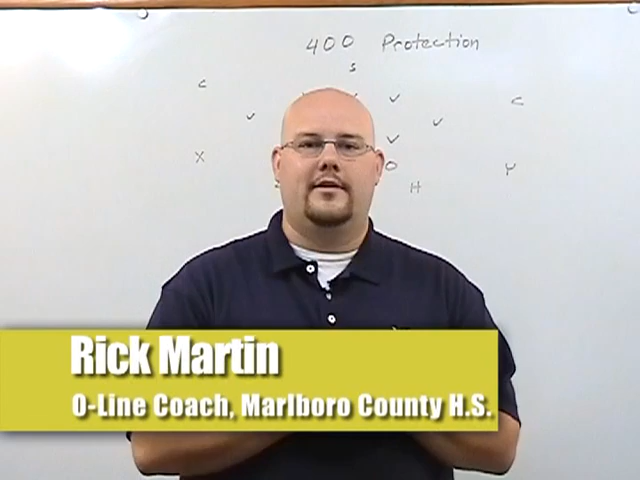 400 Protection
S
C C
X O Y
H
Rick Martin
O-Line Coach, Marlboro County H.S.